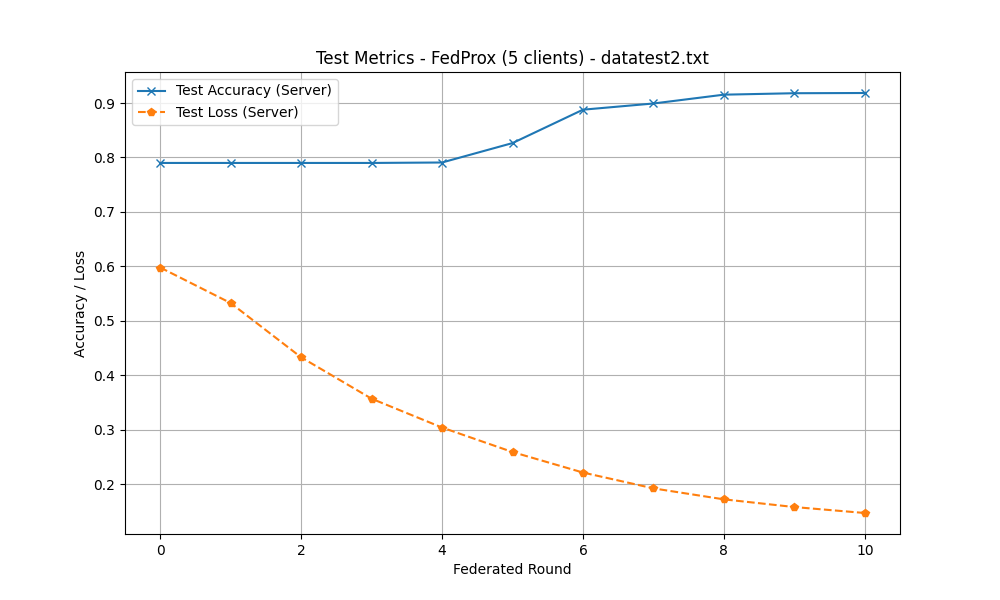 Test Metrics - FedProx (5 clients) - datatest2.txt
Test Accuracy (Server)
Test Loss (Server)
Accuracy / Loss
0.9
0.8
0.7
0.6
0.5
0.4
0.3
0.2
0 2 4 6 8 10
Federated Round